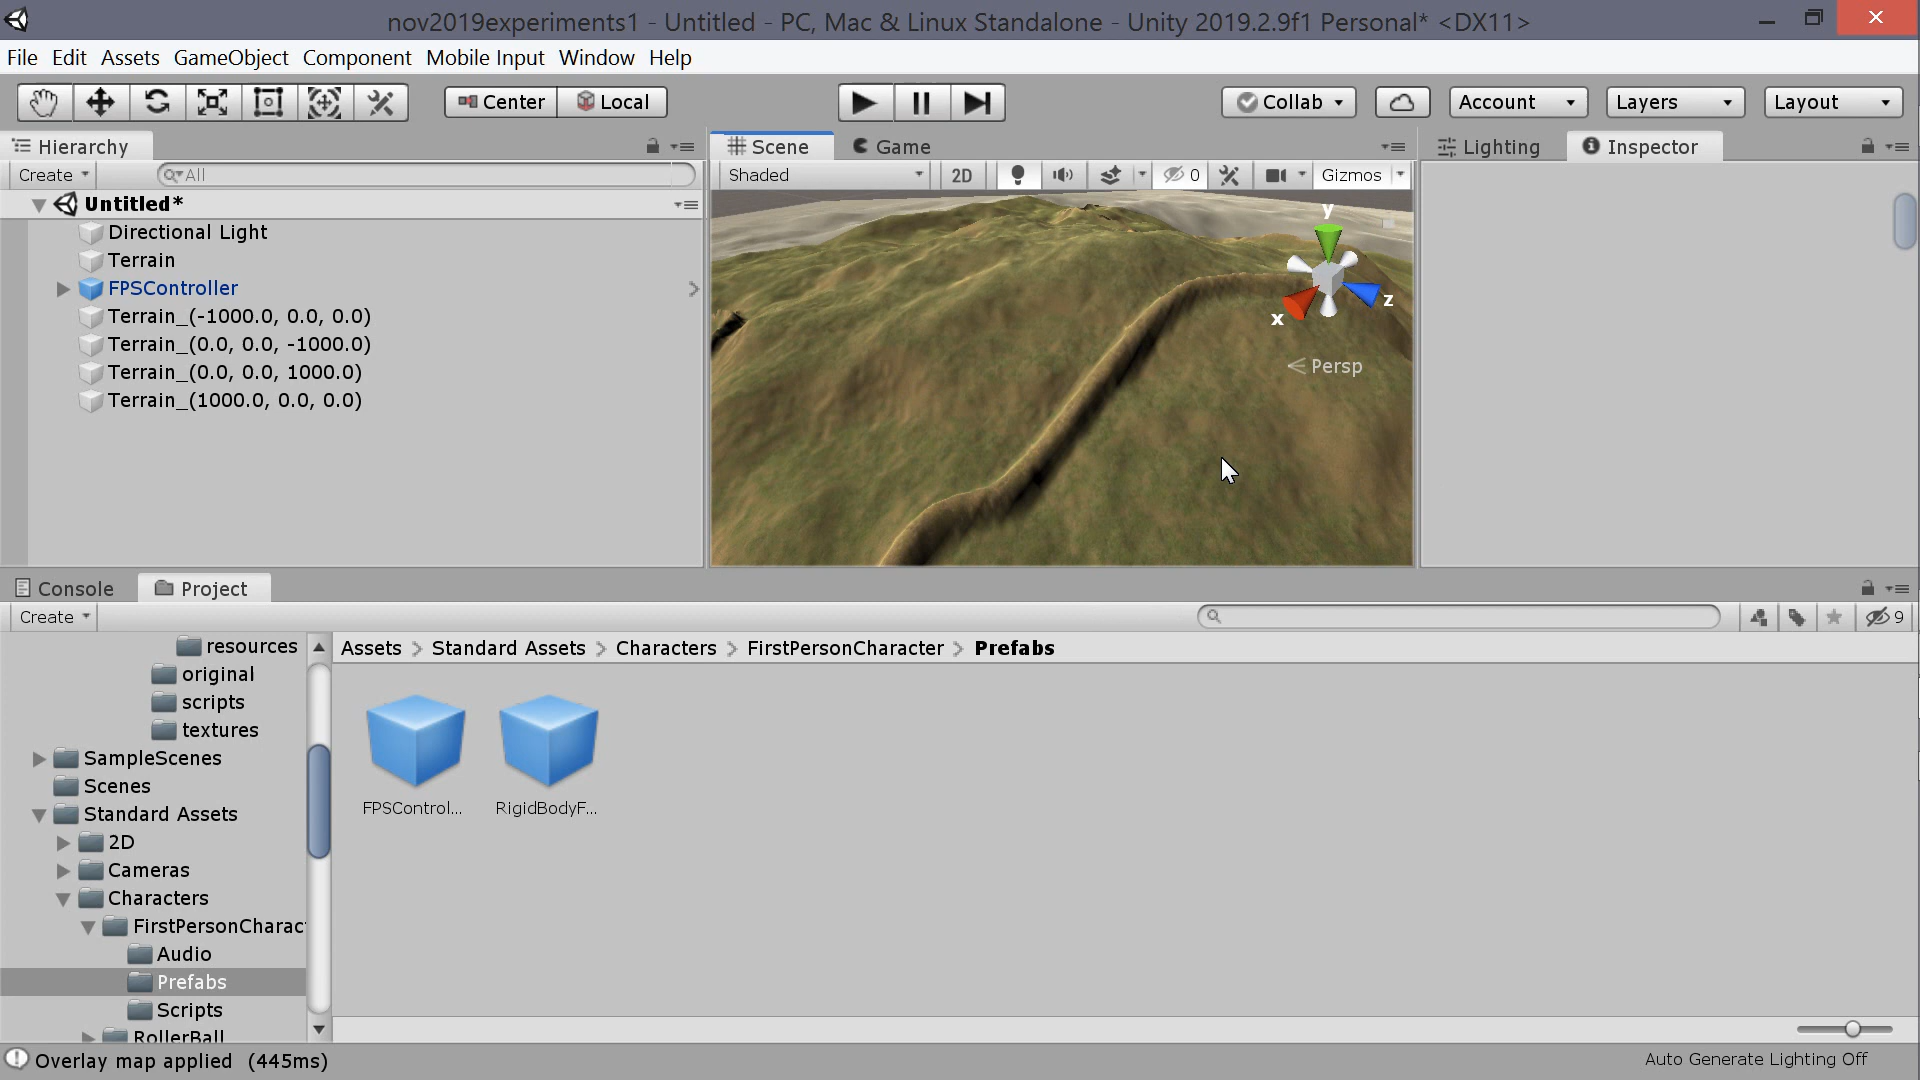 nov2019experiments1 - Untitled - PC, Mac & Linux Standalone - Unity 2019.2.9f1 Personal* <DX11>
File Edit Assets GameObject Component Mobile Input Window Help
Center Local Collab Account Layers Layout
Hierarchy
Create All
Untitled*
Directional Light
Terrain
FPSController
Terrain_(-1000.0, 0.0, 0.0)
Terrain_(0.0, 0.0, -1000.0)
Terrain_(0.0, 0.0, 1000.0)
Terrain_(1000.0, 0.0, 0.0)
Scene Game
Shaded 2D 0 Gizmos
y
z
x
Persp
Lighting Inspector
Console Project
Create 9
resources
original
scripts
textures
SampleScenes
Scenes
Standard Assets
2D
Cameras
Characters
FirstPersonCharac
Audio
Prefabs
Scripts
RollerBall
Assets > Standard Assets > Characters > FirstPersonCharacter > Prefabs
FPSControl... RigidBodyF...
Overlay map applied (445ms)
Auto Generate Lighting Off